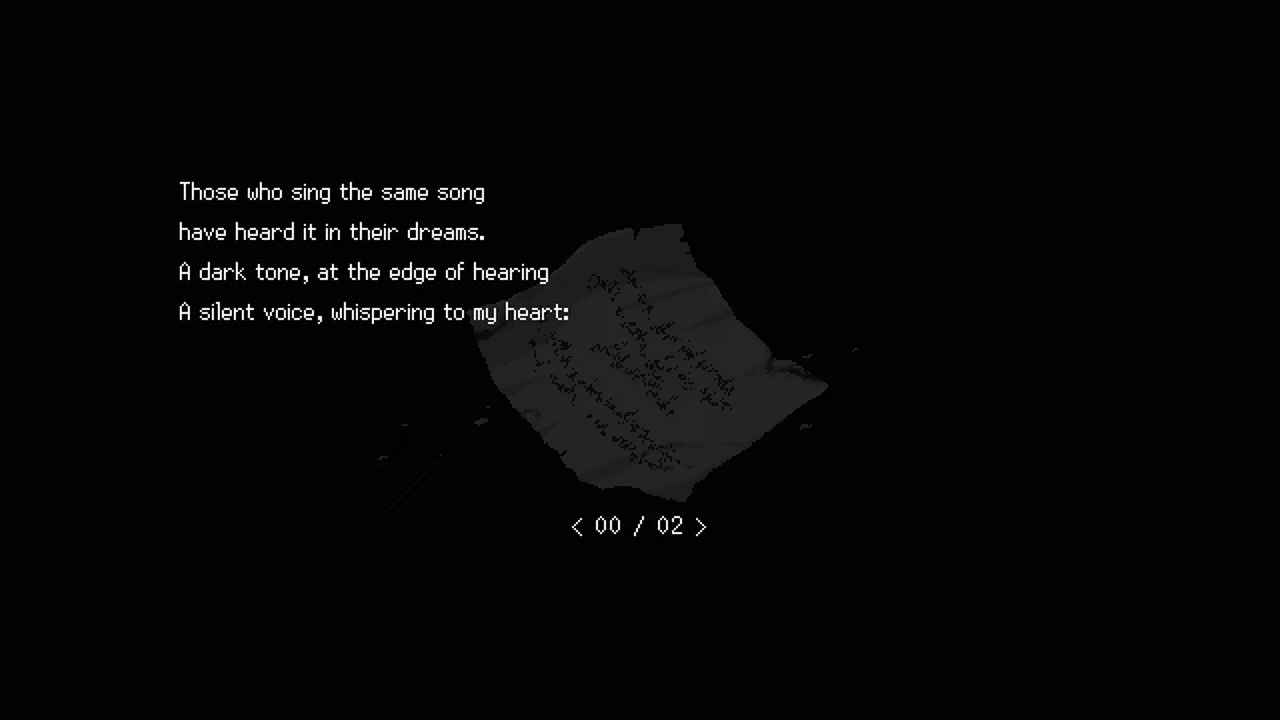 Those who sing the same song
have heard it in their dreams.
A dark tone, at the edge of hearing
A silent voice, whispering to my heart:
< 00 / 02 >